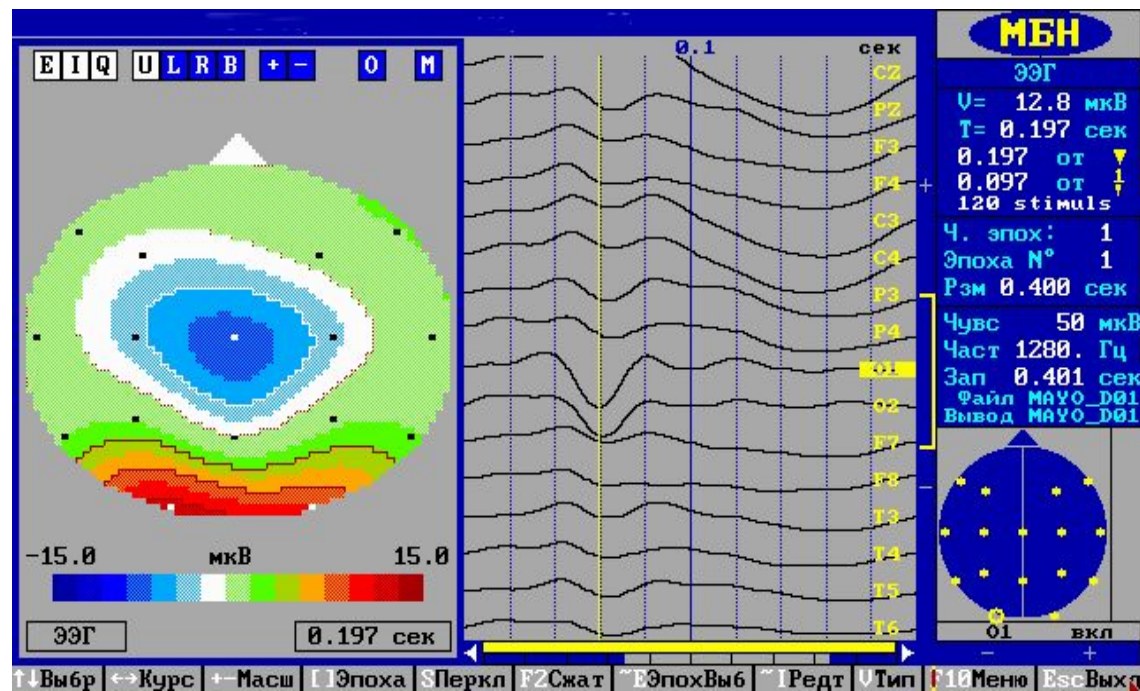 E I Q U L R B + - O M
-15.0 мкВ 15.0
ЭЭГ 0.197 сек
0.1 сек
CZ
PZ
F3
F4
C3
C4
P3
P4
O1
O2
F7
F8
T3
T4
T5
T6
МБН
ЭЭГ
V= 12.8 мкВ
T= 0.197 сек
0.197 от
0.097 от 1
120 stimuls
Ч. эпох: 1
Эпоха N° 1
Рзм 0.400 сек
Чувс 50 мкВ
Част 1280. Гц
Зап 0.401 сек
Файл MAYO_D01
Вывод MAYO_D01
O1 вкл
- +
↑↓Выбр ↔Курс +-Масш []Эпоха SПеркл F2Сжат ~EЭпохВыб ~IРедт VТип F10Меню EscВыхд